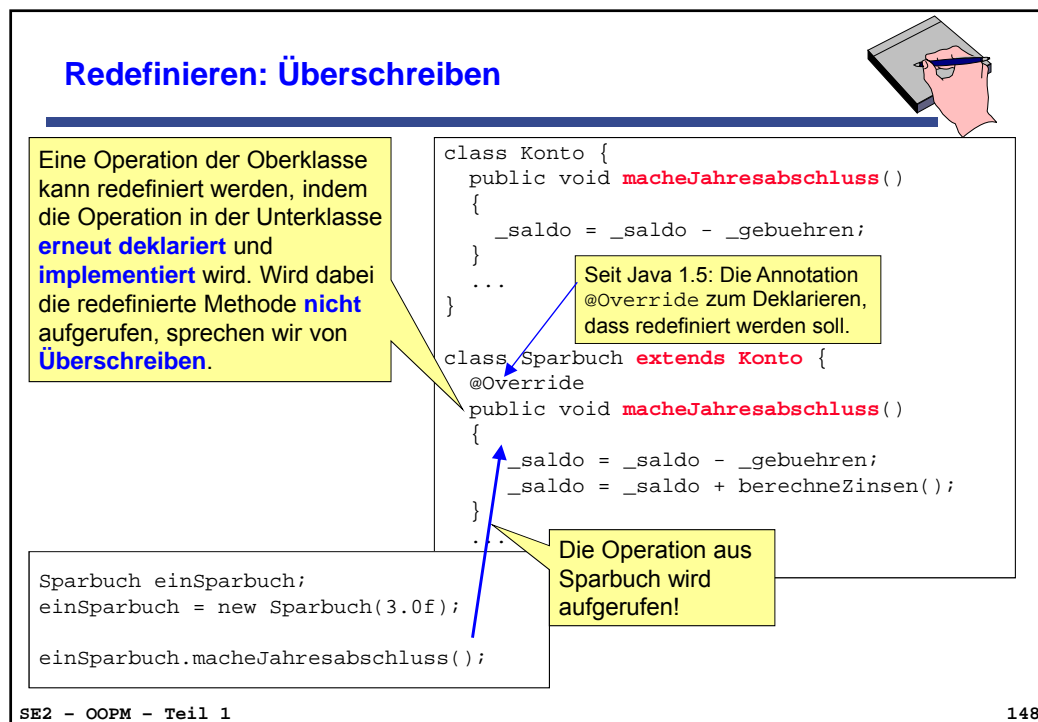 Redefinieren: Überschreiben
Eine Operation der Oberklasse
kann redefiniert werden, indem
die Operation in der Unterklasse
erneut deklariert und
implementiert wird. Wird dabei
die redefinierte Methode nicht
aufgerufen, sprechen wir von
Überschreiben.
class Konto {
public void macheJahresabschluss()
{
_saldo = _saldo - _gebuehren;
}
...
}
Seit Java 1.5: Die Annotation
@Override zum Deklarieren,
dass redefiniert werden soll.
class Sparbuch extends Konto {
@Override
public void macheJahresabschluss()
{
_saldo = _saldo - _gebuehren;
_saldo = _saldo + berechneZinsen();
}
...
Die Operation aus
Sparbuch wird
aufgerufen!
Sparbuch einSparbuch;
einSparbuch = new Sparbuch(3.0f);
einSparbuch.macheJahresabschluss();
SE2 – OOPM – Teil 1
148